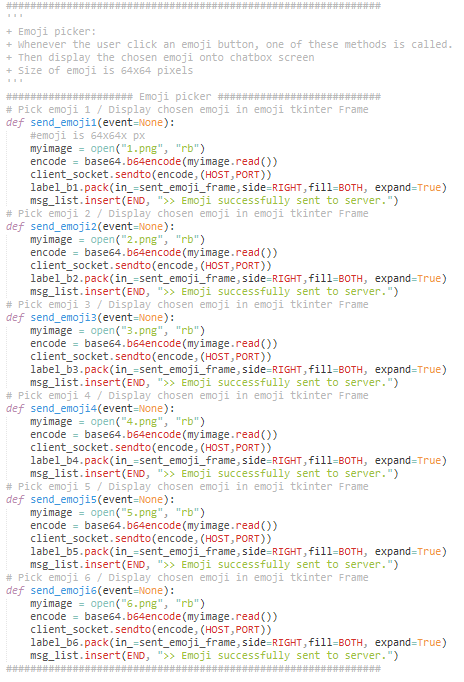 ###############################################################
'''
+ Emoji picker:
+ Whenever the user click an emoji button, one of these methods is called.
+ Then display the chosen emoji onto chatbox screen
+ Size of emoji is 64x64 pixels
'''
##################### Emoji picker ###########################
# Pick emoji 1 / Display chosen emoji in emoji tkinter Frame
def send_emoji1(event=None):
    #emoji is 64x64x px
    myimage = open("1.png", "rb")
    encode = base64.b64encode(myimage.read())
    client_socket.sendto(encode,(HOST,PORT))
    label_b1.pack(in_=sent_emoji_frame,side=RIGHT,fill=BOTH, expand=True)
    msg_list.insert(END, ">> Emoji successfully sent to server.")
# Pick emoji 2 / Display chosen emoji in emoji tkinter Frame
def send_emoji2(event=None):
    myimage = open("2.png", "rb")
    encode = base64.b64encode(myimage.read())
    client_socket.sendto(encode,(HOST,PORT))
    label_b2.pack(in_=sent_emoji_frame,side=RIGHT,fill=BOTH, expand=True)
    msg_list.insert(END, ">> Emoji successfully sent to server.")
# Pick emoji 3 / Display chosen emoji in emoji tkinter Frame
def send_emoji3(event=None):
    myimage = open("3.png", "rb")
    encode = base64.b64encode(myimage.read())
    client_socket.sendto(encode,(HOST,PORT))
    label_b3.pack(in_=sent_emoji_frame,side=RIGHT,fill=BOTH, expand=True)
    msg_list.insert(END, ">> Emoji successfully sent to server.")
# Pick emoji 4 / Display chosen emoji in emoji tkinter Frame
def send_emoji4(event=None):
    myimage = open("4.png", "rb")
    encode = base64.b64encode(myimage.read())
    client_socket.sendto(encode,(HOST,PORT))
    label_b4.pack(in_=sent_emoji_frame,side=RIGHT,fill=BOTH, expand=True)
    msg_list.insert(END, ">> Emoji successfully sent to server.")
# Pick emoji 5 / Display chosen emoji in emoji tkinter Frame
def send_emoji5(event=None):
    myimage = open("5.png", "rb")
    encode = base64.b64encode(myimage.read())
    client_socket.sendto(encode,(HOST,PORT))
    label_b5.pack(in_=sent_emoji_frame,side=RIGHT,fill=BOTH, expand=True)
    msg_list.insert(END, ">> Emoji successfully sent to server.")
# Pick emoji 6 / Display chosen emoji in emoji tkinter Frame
def send_emoji6(event=None):
    myimage = open("6.png", "rb")
    encode = base64.b64encode(myimage.read())
    client_socket.sendto(encode,(HOST,PORT))
    label_b6.pack(in_=sent_emoji_frame,side=RIGHT,fill=BOTH, expand=True)
    msg_list.insert(END, ">> Emoji successfully sent to server.")
###############################################################